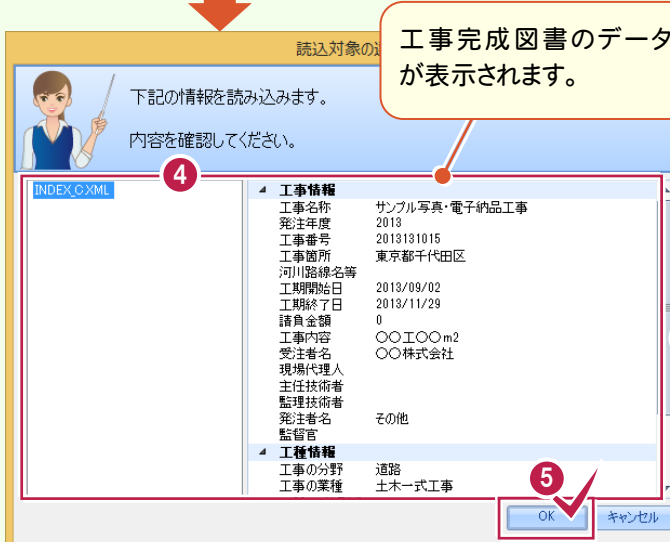 工事完成図書のデータ
が表示されます。
読込対象の
下記の情報を読み込みます。
内容を確認してください。
4
INDEX_C.XML
工事情報
工事名称 サンプル写真・電子納品工事
発注年度 2013
工事番号 2013131015
工事箇所 東京都千代田区
河川路線名等
工期開始日 2013/09/02
工期終了日 2013/11/29
請負金額 0
工事内容 〇〇工〇〇m2
受注者名 〇〇株式会社
現場代理人
主任技術者
監理技術者
発注者名 その他
監督官
工種情報
工事の分野 道路
工事の業種 土木一式工事
5
OK キャンセル